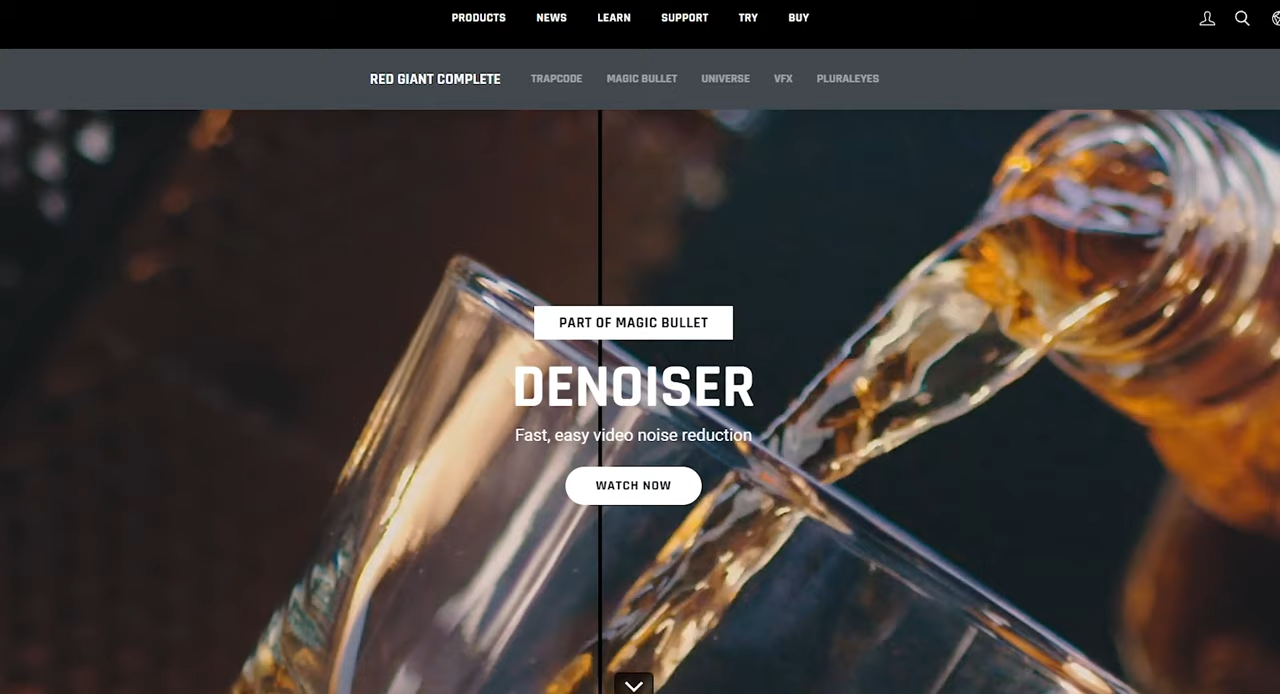 PRODUCTS NEWS LEARN SUPPORT TRY BUY
RED GIANT COMPLETE TRAPCODE MAGIC BULLET UNIVERSE VFX PLURALEYES
PART OF MAGIC BULLET
DENOISER
Fast, easy video noise reduction
WATCH NOW